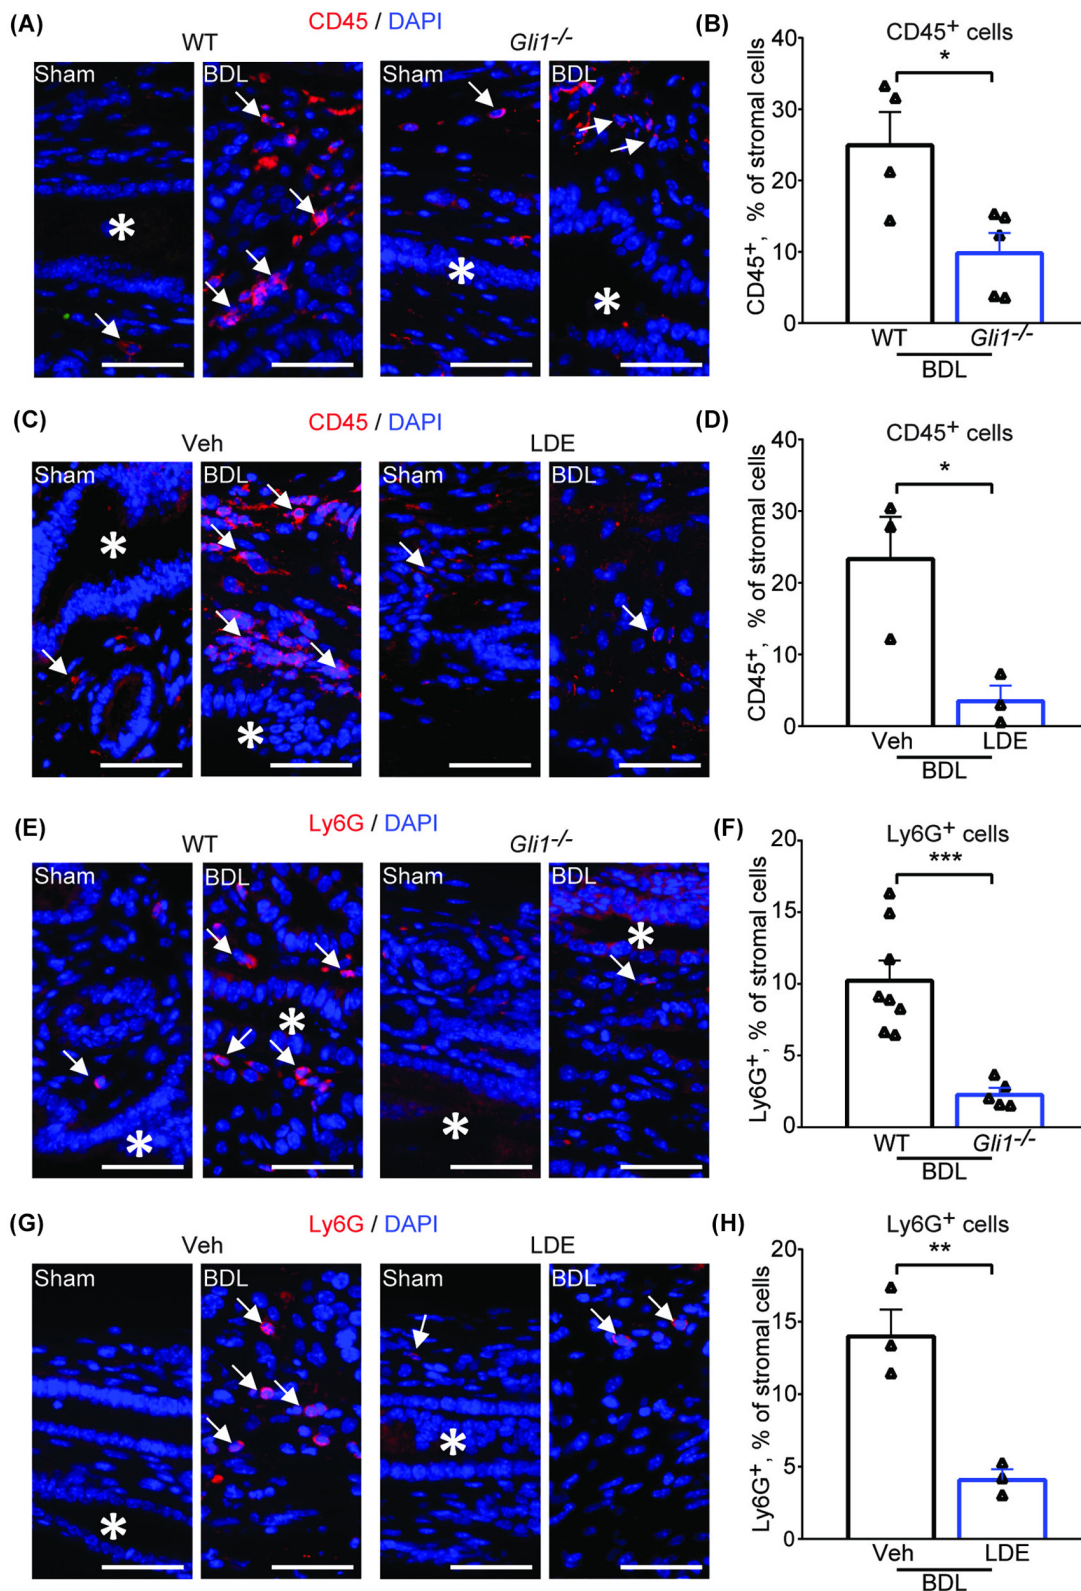 (A)
CD45 / DAPI
WT
Gli1-/-
Sham
BDL
Sham
BDL
(B)
CD45+ cells
*
CD45+, % of stromal cells
40
30
20
10
0
WT
Gli1-/-
BDL
(C)
CD45 / DAPI
Veh
LDE
Sham
BDL
Sham
BDL
(D)
CD45+ cells
*
CD45+, % of stromal cells
40
30
20
10
0
Veh
LDE
BDL
(E)
Ly6G / DAPI
WT
Gli1-/-
Sham
BDL
Sham
BDL
(F)
Ly6G+ cells
***
Ly6G+, % of stromal cells
20
15
10
5
0
WT
Gli1-/-
BDL
(G)
Ly6G / DAPI
Veh
LDE
Sham
BDL
Sham
BDL
(H)
Ly6G+ cells
**
Ly6G+, % of stromal cells
20
15
10
5
0
Veh
LDE
BDL